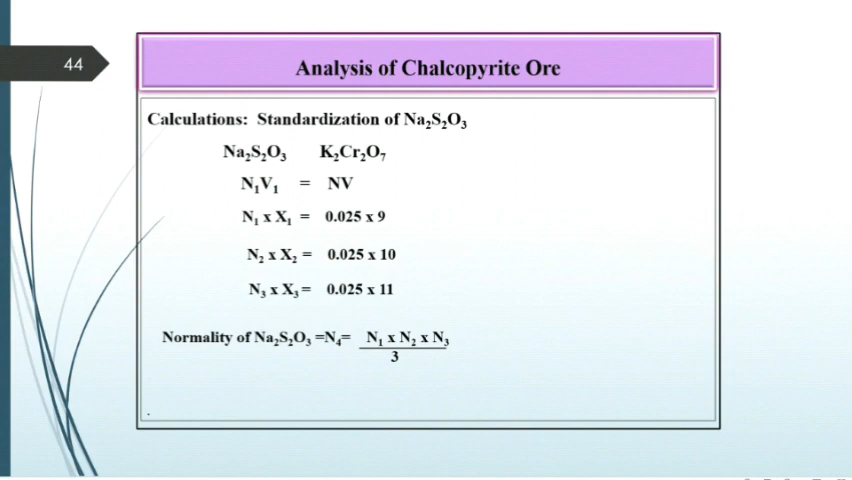 44
Analysis of Chalcopyrite Ore
Calculations: Standardization of Na₂S₂O₃
Na₂S₂O₃ K₂Cr₂O₇
N₁V₁ = NV
N₁ x X₁ = 0.025 x 9
N₂ x X₂ = 0.025 x 10
N₃ x X₃ = 0.025 x 11
Normality of Na₂S₂O₃ =N₄= N₁ x N₂ x N₃
3
.